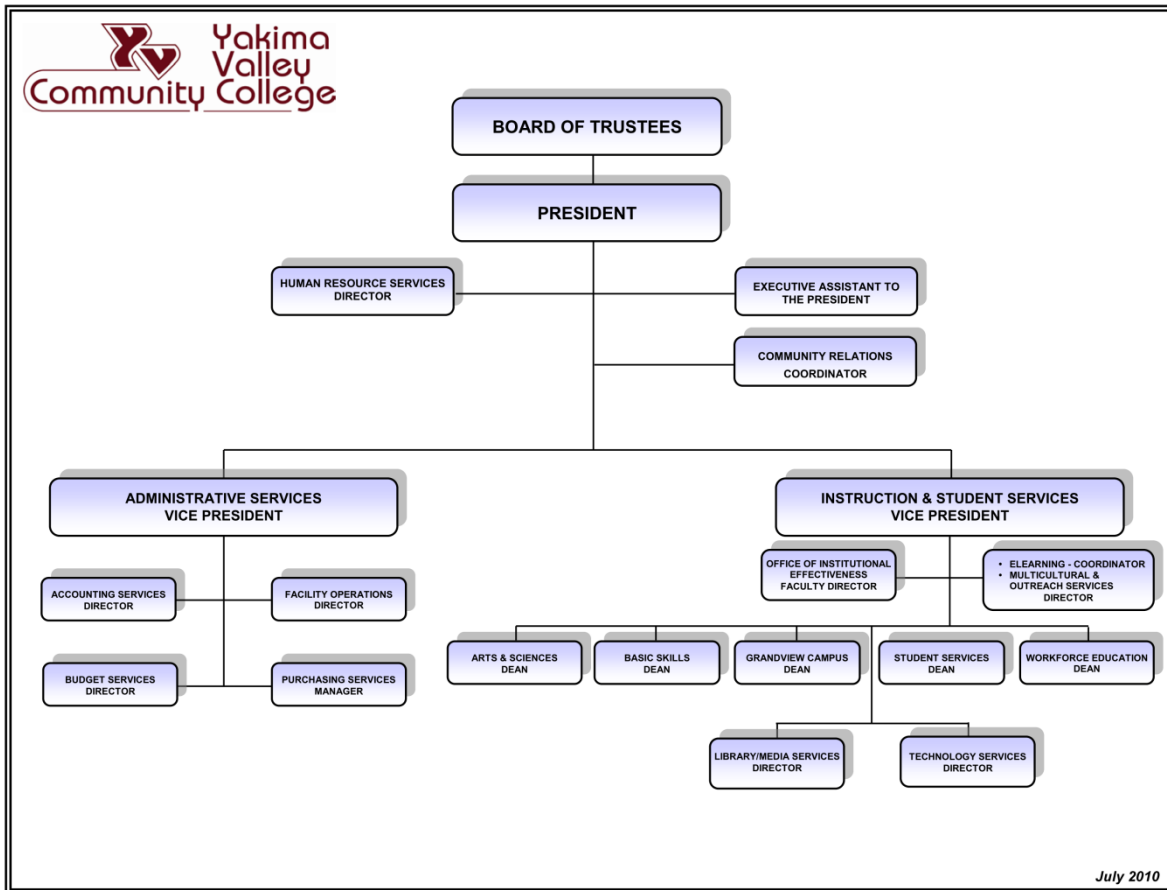 Yakima
Valley
Community College
BOARD OF TRUSTEES
PRESIDENT
HUMAN RESOURCE SERVICES
DIRECTOR
EXECUTIVE ASSISTANT TO
THE PRESIDENT
COMMUNITY RELATIONS
COORDINATOR
ADMINISTRATIVE SERVICES
VICE PRESIDENT
INSTRUCTION & STUDENT SERVICES
VICE PRESIDENT
ACCOUNTING SERVICES
DIRECTOR
FACILITY OPERATIONS
DIRECTOR
BUDGET SERVICES
DIRECTOR
PURCHASING SERVICES
MANAGER
OFFICE OF INSTITUTIONAL
EFFECTIVENESS
FACULTY DIRECTOR
• ELEARNING - COORDINATOR
• MULTICULTURAL &
OUTREACH SERVICES
DIRECTOR
ARTS & SCIENCES
DEAN
BASIC SKILLS
DEAN
GRANDVIEW CAMPUS
DEAN
STUDENT SERVICES
DEAN
WORKFORCE EDUCATION
DEAN
LIBRARY/MEDIA SERVICES
DIRECTOR
TECHNOLOGY SERVICES
DIRECTOR
July 2010